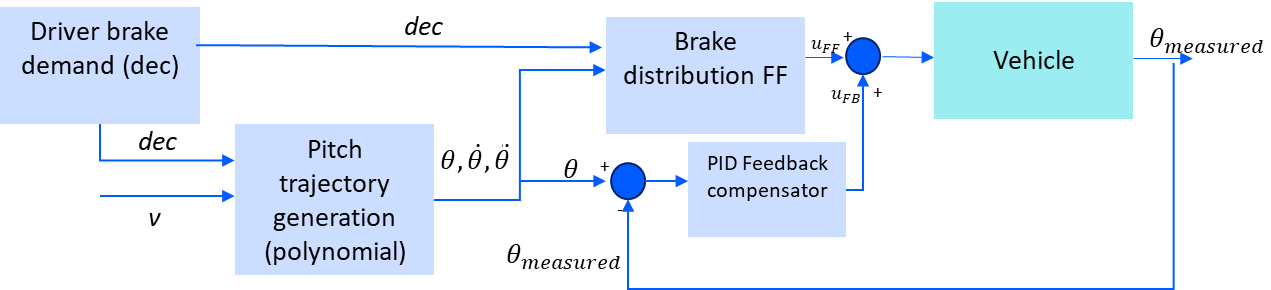 Driver brake
demand (dec)
dec
Brake
distribution FF
u_FF
+
Vehicle
θ_measured
dec
v
Pitch
trajectory
generation
(polynomial)
θ, θ̇, θ̈
θ
+
-
PID Feedback
compensator
u_FB
+
θ_measured